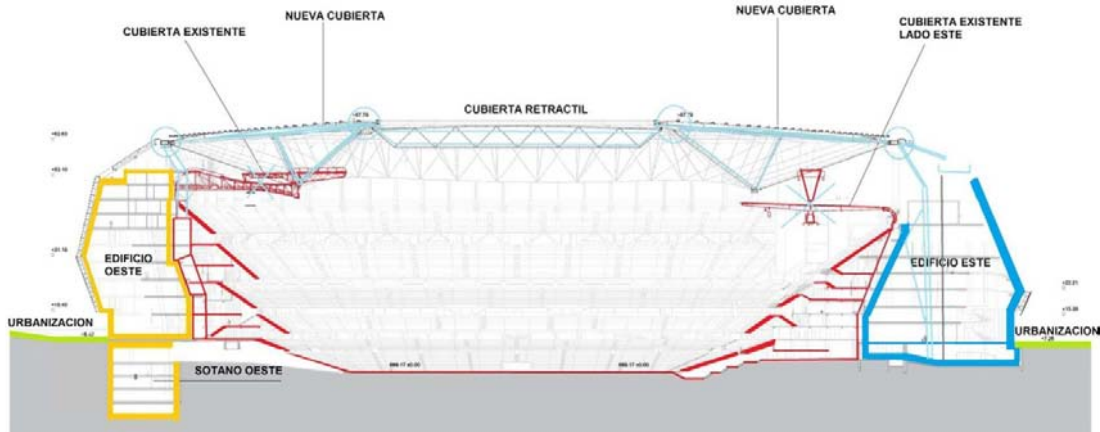 NUEVA CUBIERTA
NUEVA CUBIERTA
CUBIERTA EXISTENTE
CUBIERTA EXISTENTE
LADO ESTE
CUBIERTA RETRACTIL
EDIFICIO
OESTE
EDIFICIO ESTE
URBANIZACION
URBANIZACION
SOTANO OESTE